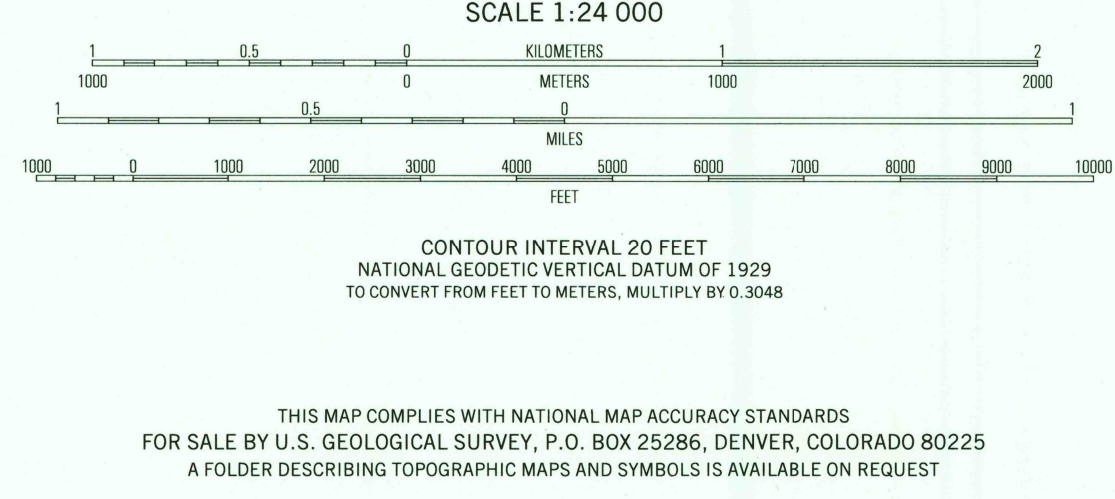 SCALE 1:24 000
1 0.5 0 KILOMETERS 1 2
1000 0 METERS 1000 2000
1 0.5 0 1
MILES
1000 0 1000 2000 3000 4000 5000 6000 7000 8000 9000 10000
FEET
CONTOUR INTERVAL 20 FEET
NATIONAL GEODETIC VERTICAL DATUM OF 1929
TO CONVERT FROM FEET TO METERS, MULTIPLY BY 0.3048
THIS MAP COMPLIES WITH NATIONAL MAP ACCURACY STANDARDS
FOR SALE BY U.S. GEOLOGICAL SURVEY, P.O. BOX 25286, DENVER, COLORADO 80225
A FOLDER DESCRIBING TOPOGRAPHIC MAPS AND SYMBOLS IS AVAILABLE ON REQUEST